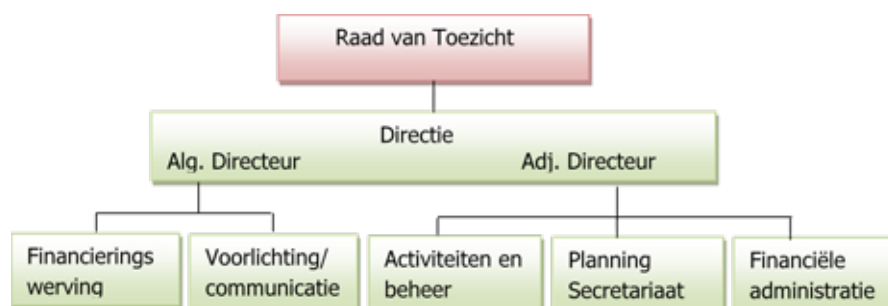 Raad van Toezicht
Directie
Alg. Directeur Adj. Directeur
Financierings
werving
Voorlichting/
communicatie
Activiteiten en
beheer
Planning
Secretariaat
Financiële
administratie